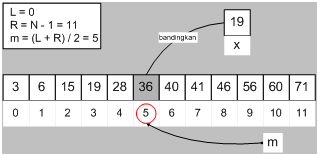 L = 0
R = N - 1 = 11
m = (L + R) / 2 = 5
19
bandingkan
x
3 6 15 19 28 36 40 41 46 56 60 71
0 1 2 3 4 5 6 7 8 9 10 11
m